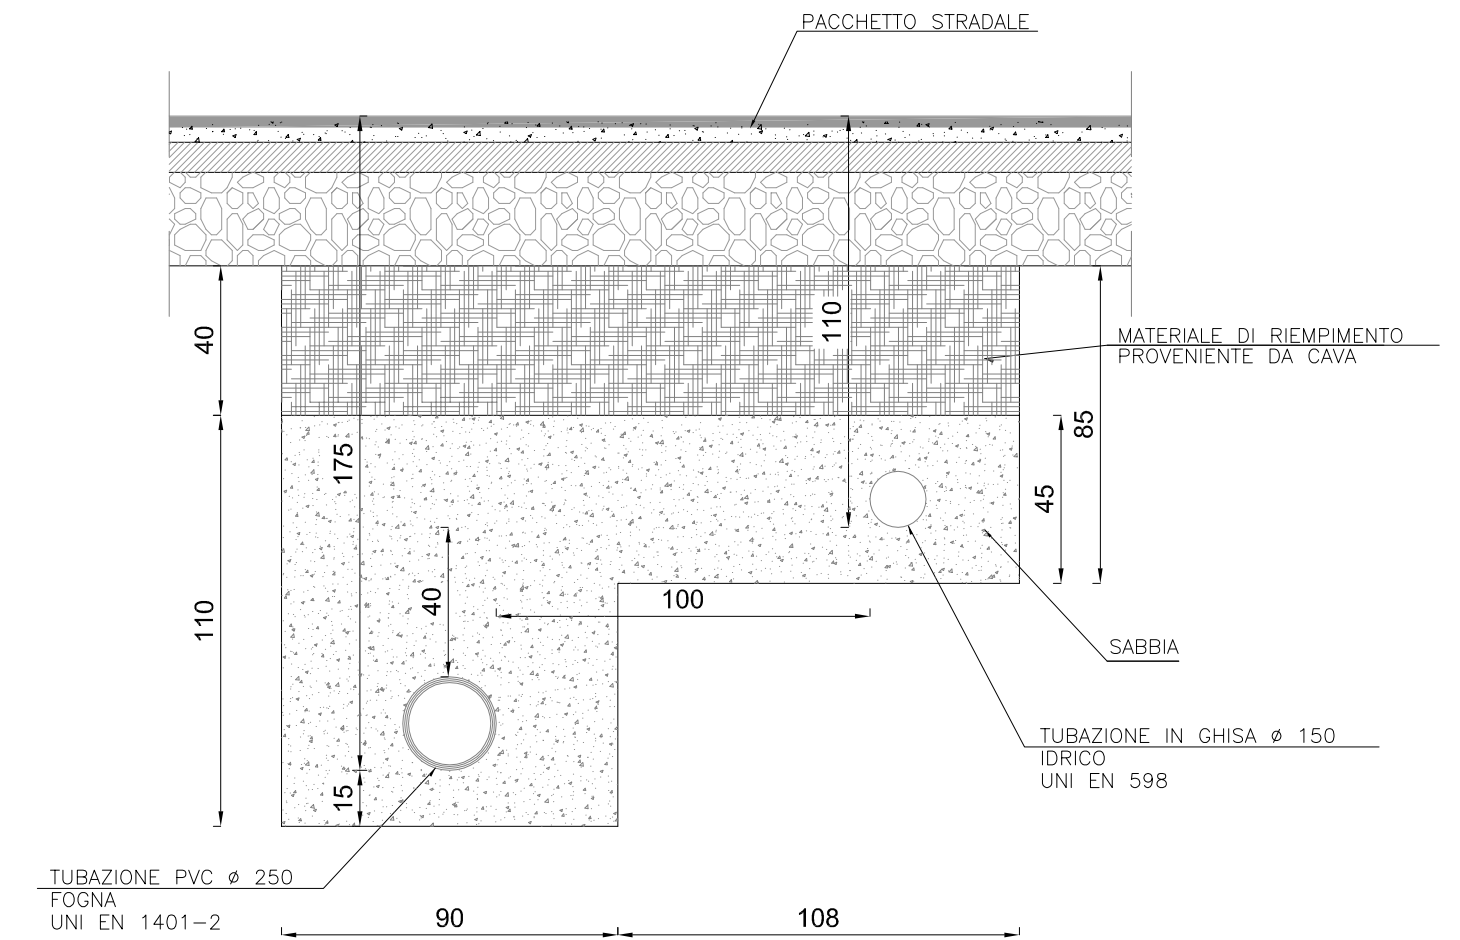 PACCHETTO STRADALE
110
40
MATERIALE DI RIEMPIMENTO
PROVENIENTE DA CAVA
85
175
45
40
100
110
SABBIA
TUBAZIONE IN GHISA ø 150
IDRICO
UNI EN 598
15
TUBAZIONE PVC ø 250
FOGNA
UNI EN 1401-2
90
108